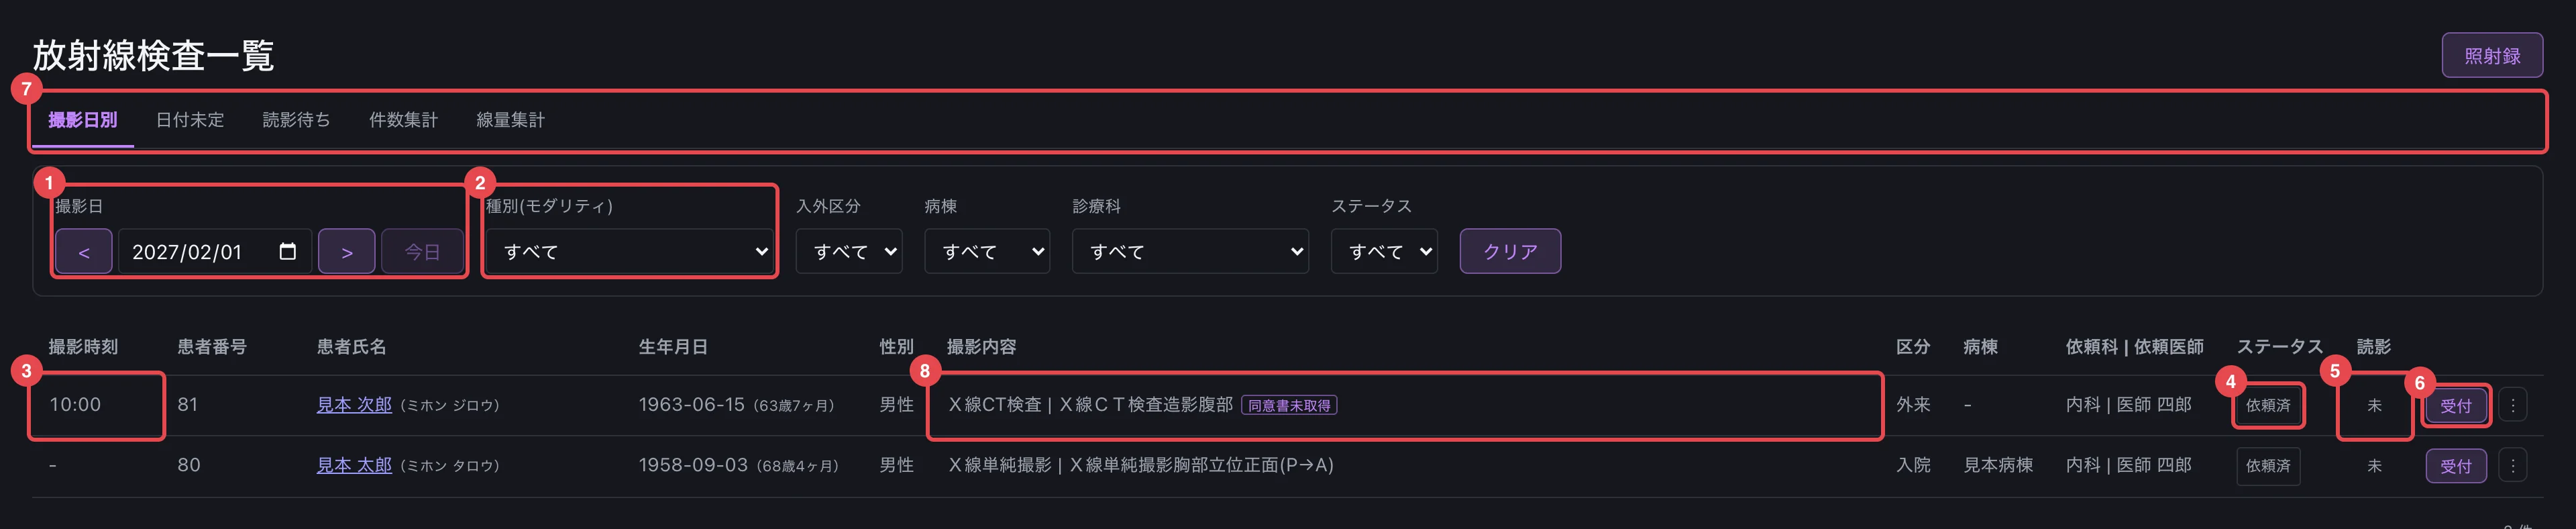 放射線検査一覧
照射録
7
撮影日別 日付未定 読影待ち 件数集計 線量集計
1 2
撮影日 種別(モダリティ) 入外区分 病棟 診療科 ステータス
< 2027/02/01 > 今日 すべて すべて すべて すべて すべて クリア
撮影時刻 患者番号 患者氏名 生年月日 性別 撮影内容 区分 病棟 依頼科 | 依頼医師 ステータス 読影
3 8 4 5 6
10:00 81 見本 次郎 (ミホン ジロウ) 1963-06-15 (63歳7ヶ月) 男性 X線CT検査 | X線CT検査造影腹部 同意書未取得 外来 - 内科 | 医師 四郎 依頼済 未 受付 ⋮
- 80 見本 太郎 (ミホン タロウ) 1958-09-03 (68歳4ヶ月) 男性 X線単純撮影 | X線単純撮影胸部立位正面(P→A) 入院 見本病棟 内科 | 医師 四郎 依頼済 未 受付 ⋮